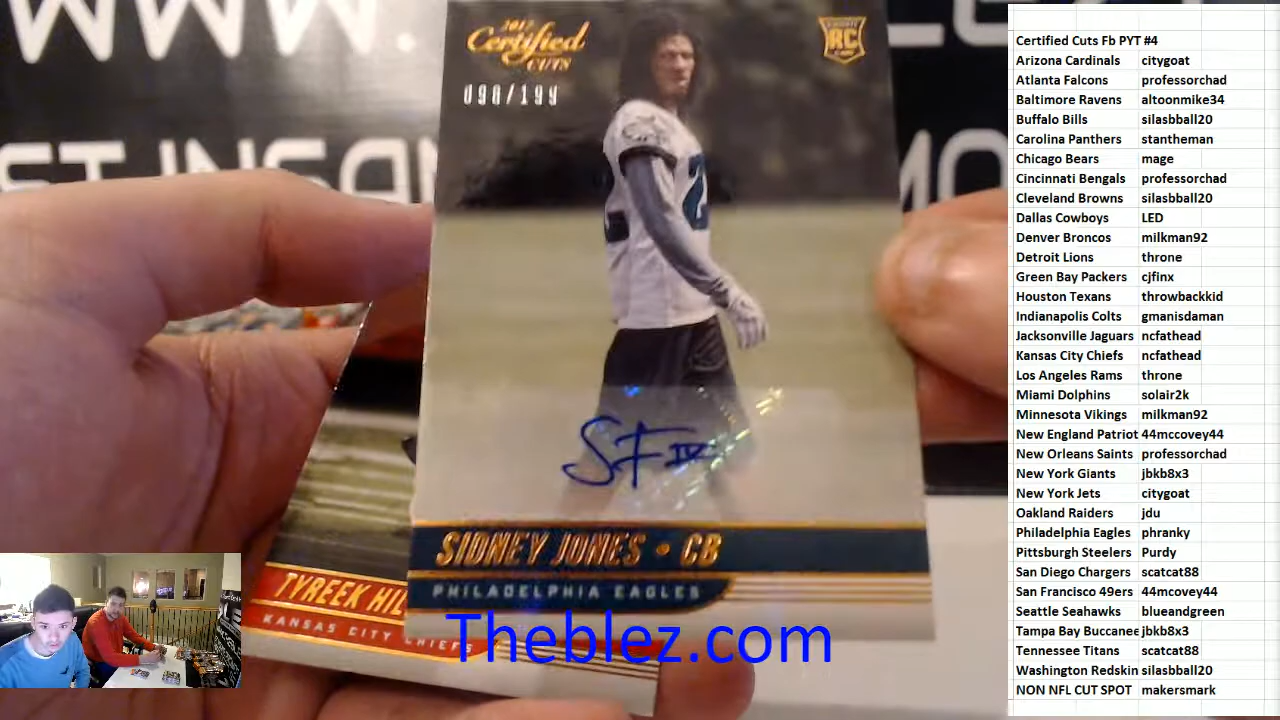 WWW.
2017
Certified
CUTS
ROOKIE
RC
098/199
SIDNEY JONES • CB
PHILADELPHIA EAGLES
TYREEK HIL
KANSAS CITY CHIEFS
Theblez.com
Certified Cuts Fb PYT #4
Arizona Cardinals citygoat
Atlanta Falcons professorchad
Baltimore Ravens altoonmike34
Buffalo Bills silasbball20
Carolina Panthers stantheman
Chicago Bears mage
Cincinnati Bengals professorchad
Cleveland Browns silasbball20
Dallas Cowboys LED
Denver Broncos milkman92
Detroit Lions throne
Green Bay Packers cjfinx
Houston Texans throwbackkid
Indianapolis Colts gmanisdaman
Jacksonville Jaguars ncfathead
Kansas City Chiefs ncfathead
Los Angeles Rams throne
Miami Dolphins solair2k
Minnesota Vikings milkman92
New England Patriot 44mccovey44
New Orleans Saints professorchad
New York Giants jbkb8x3
New York Jets citygoat
Oakland Raiders jdu
Philadelphia Eagles phranky
Pittsburgh Steelers Purdy
San Diego Chargers scatcat88
San Francisco 49ers 44mcovey44
Seattle Seahawks blueandgreen
Tampa Bay Buccanee jbkb8x3
Tennessee Titans scatcat88
Washington Redskin silasbball20
NON NFL CUT SPOT makersmark